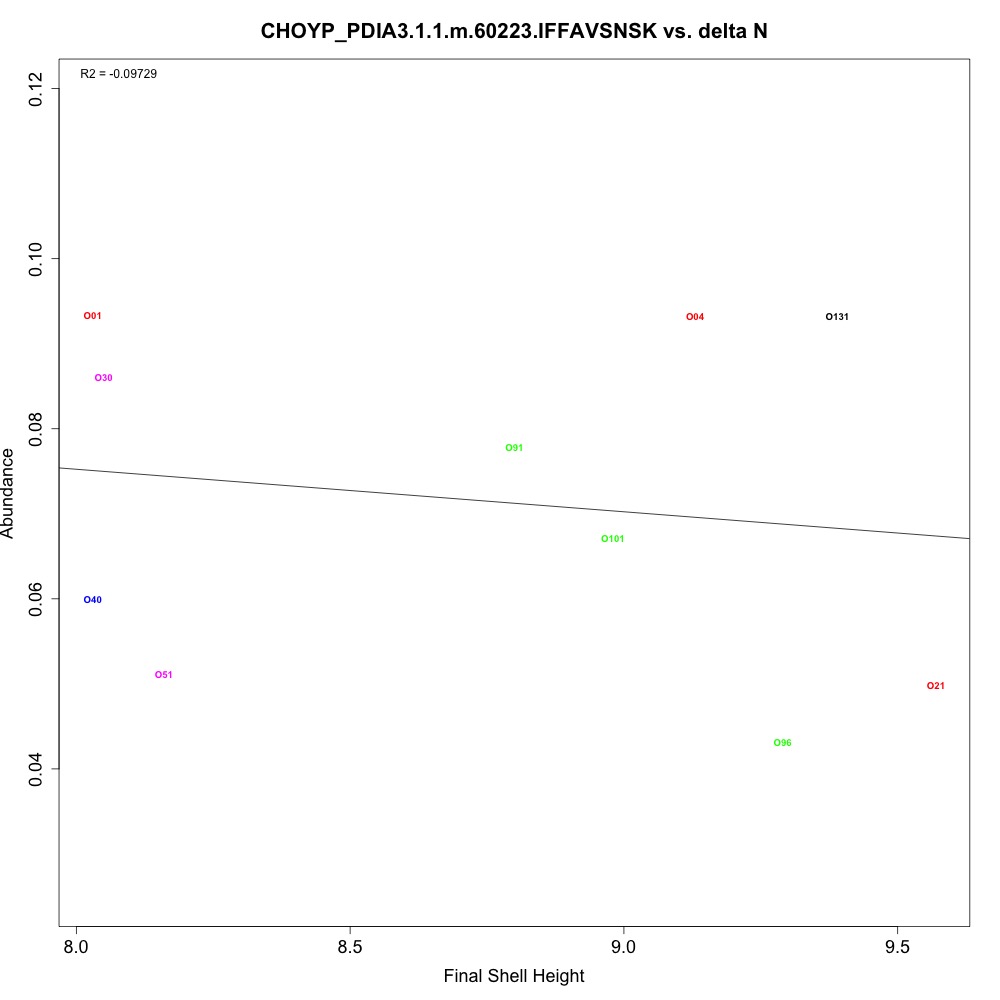 CHOYP_PDIA3.1.1.m.60223.IFFAVSNSK vs. delta N
R2 = -0.09729
0.12
0.10
O01
O04
O131
O30
0.08
O91
Abundance
O101
0.06
O40
O51
O21
O96
0.04
8.0 8.5 9.0 9.5
Final Shell Height